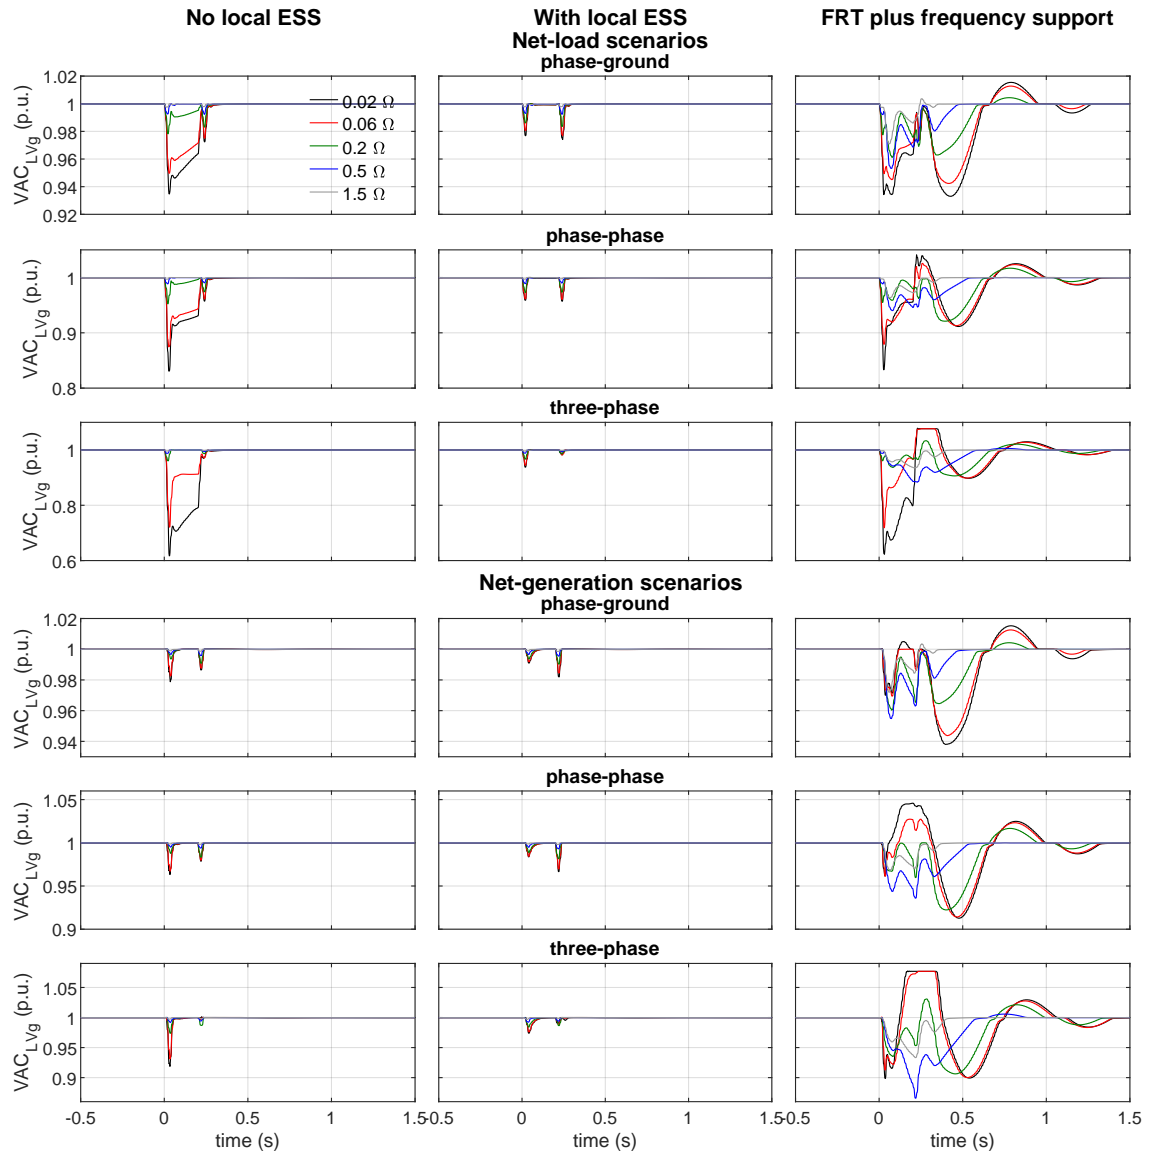 No local ESS
With local ESS
FRT plus frequency support
Net-load scenarios
phase-ground
VAC_LVg (p.u.)
1.02
1
0.98
0.96
0.94
0.92
0.02 Ω
0.06 Ω
0.2 Ω
0.5 Ω
1.5 Ω
phase-phase
VAC_LVg (p.u.)
1
0.9
0.8
three-phase
VAC_LVg (p.u.)
1
0.8
0.6
Net-generation scenarios
phase-ground
VAC_LVg (p.u.)
1.02
1
0.98
0.96
0.94
phase-phase
VAC_LVg (p.u.)
1.05
1
0.95
0.9
three-phase
VAC_LVg (p.u.)
1.05
1
0.95
0.9
-0.5 0 0.5 1 1.5
-0.5 0 0.5 1 1.5
-0.5 0 0.5 1 1.5
time (s)
time (s)
time (s)